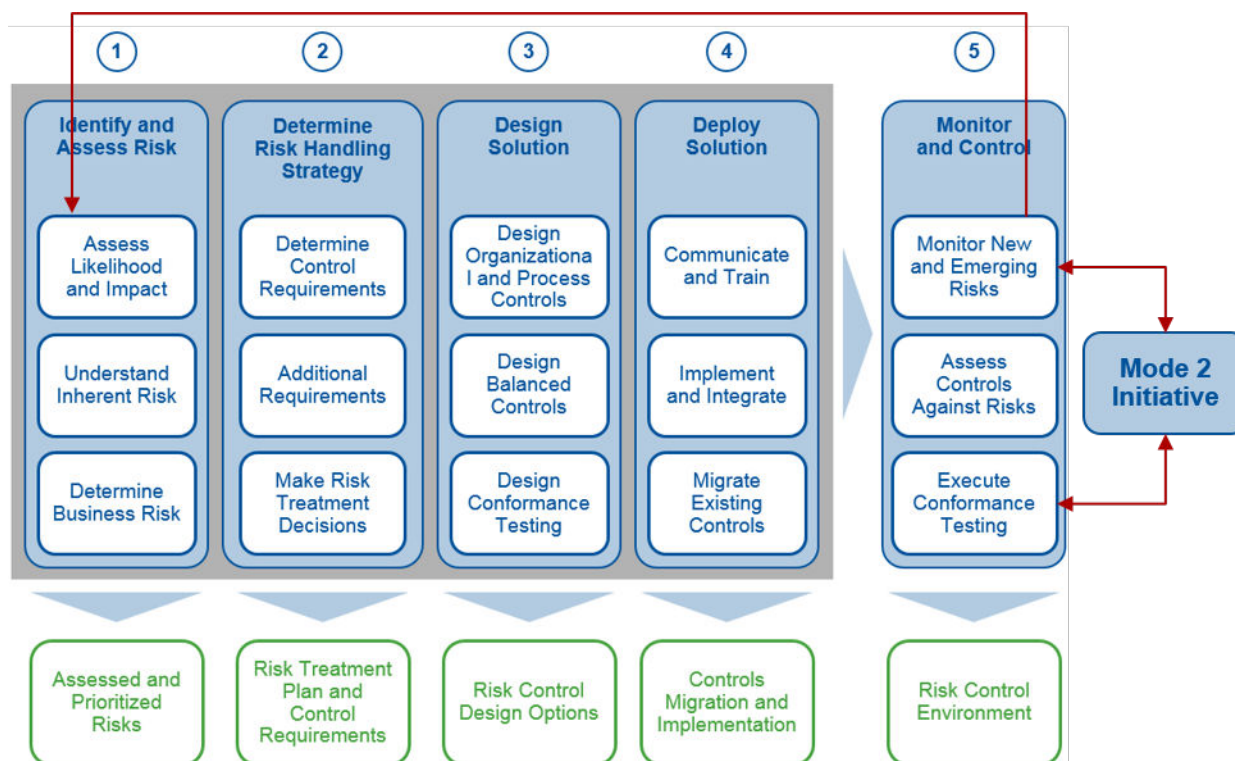 1
2
3
4
5
Identify and
Assess Risk
Determine
Risk Handling
Strategy
Design
Solution
Deploy
Solution
Monitor
and Control
Assess
Likelihood
and Impact
Determine
Control
Requirements
Design
Organizationa
l and Process
Controls
Communicate
and Train
Monitor New
and Emerging
Risks
Understand
Inherent Risk
Additional
Requirements
Design
Balanced
Controls
Implement
and Integrate
Assess
Controls
Against Risks
Mode 2
Initiative
Determine
Business Risk
Make Risk
Treatment
Decisions
Design
Conformance
Testing
Migrate
Existing
Controls
Execute
Conformance
Testing
Assessed and
Prioritized
Risks
Risk Treatment
Plan and
Control
Requirements
Risk Control
Design Options
Controls
Migration and
Implementation
Risk Control
Environment